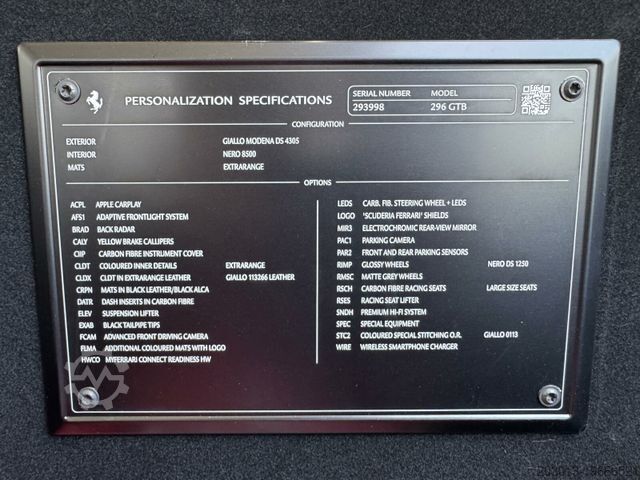 PERSONALIZATION SPECIFICATIONS
SERIAL NUMBER MODEL
293998 296 GTB
CONFIGURATION
EXTERIOR GIALLO MODENA DS 4305
INTERIOR NERO 8500
MATS EXTRARANGE
OPTIONS
ACPL APPLE CARPLAY
AFS1 ADAPTIVE FRONTLIGHT SYSTEM
BRAD BACK RADAR
CALY YELLOW BRAKE CALLIPERS
CIIP CARBON FIBRE INSTRUMENT COVER
CLDT COLOURED INNER DETAILS EXTRARANGE
CLDX CLDT IN EXTRARANGE LEATHER GIALLO 113266 LEATHER
CRPN MATS IN BLACK LEATHER/BLACK ALCA
DATR DASH INSERTS IN CARBON FIBRE
ELEV SUSPENSION LIFTER
EXAB BLACK TAILPIPE TIPS
FCAM ADVANCED FRONT DRIVING CAMERA
FLMA ADDITIONAL COLOURED MATS WITH LOGO
HWCO MYFERRARI CONNECT READINESS HW
LEDS CARB. FIB. STEERING WHEEL + LEDS
LOGO 'SCUDERIA FERRARI' SHIELDS
MIR3 ELECTROCHROMIC REAR-VIEW MIRROR
PAC1 PARKING CAMERA
PAR2 FRONT AND REAR PARKING SENSORS
RIMP GLOSSY WHEELS NERO DS 1250
RMSC MATTE GREY WHEELS
RSCH CARBON FIBRE RACING SEATS LARGE SIZE SEATS
RSES RACING SEAT LIFTER
SNDH PREMIUM HI-FI SYSTEM
SPEC SPECIAL EQUIPMENT
STC2 COLOURED SPECIAL STITCHING O.R. GIALLO 0113
WIRE WIRELESS SMARTPHONE CHARGER